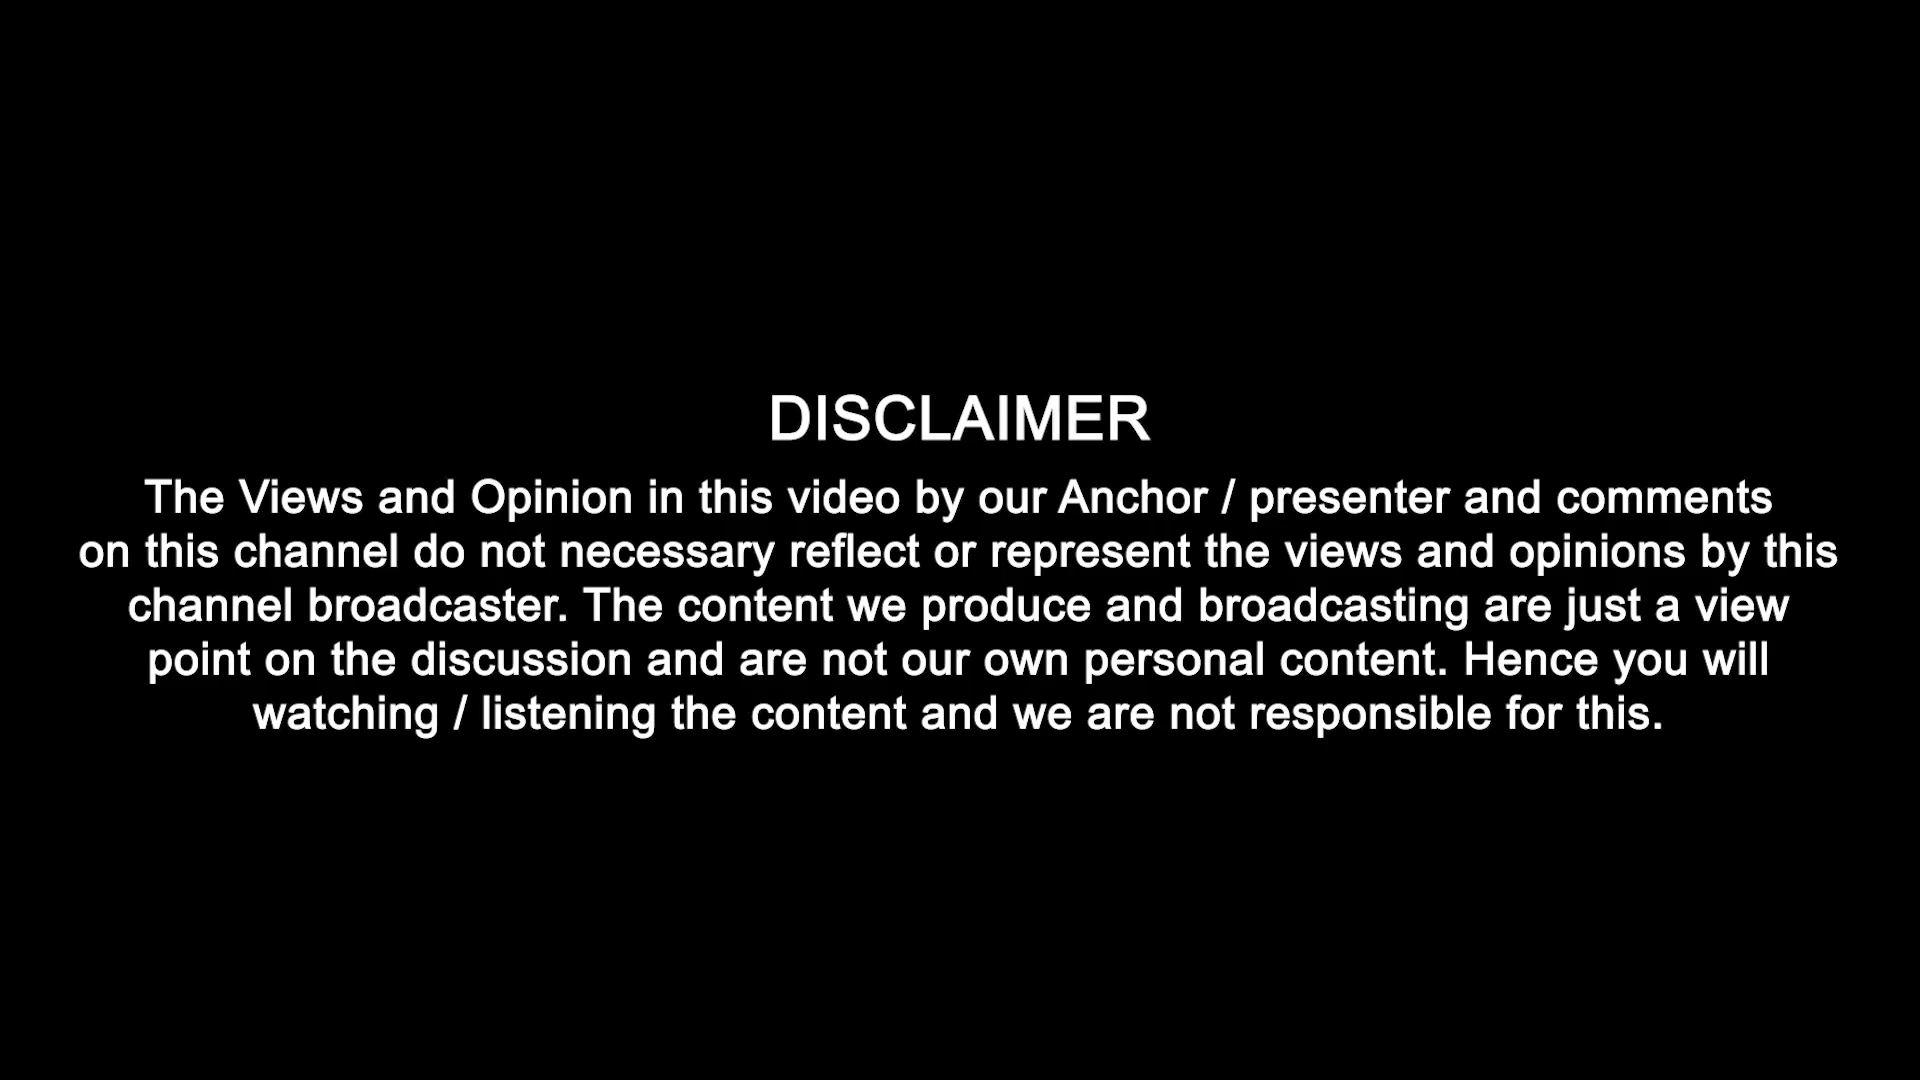 DISCLAIMER
The Views and Opinion in this video by our Anchor / presenter and comments
on this channel do not necessary reflect or represent the views and opinions by this
channel broadcaster. The content we produce and broadcasting are just a view
point on the discussion and are not our own personal content. Hence you will
watching / listening the content and we are not responsible for this.